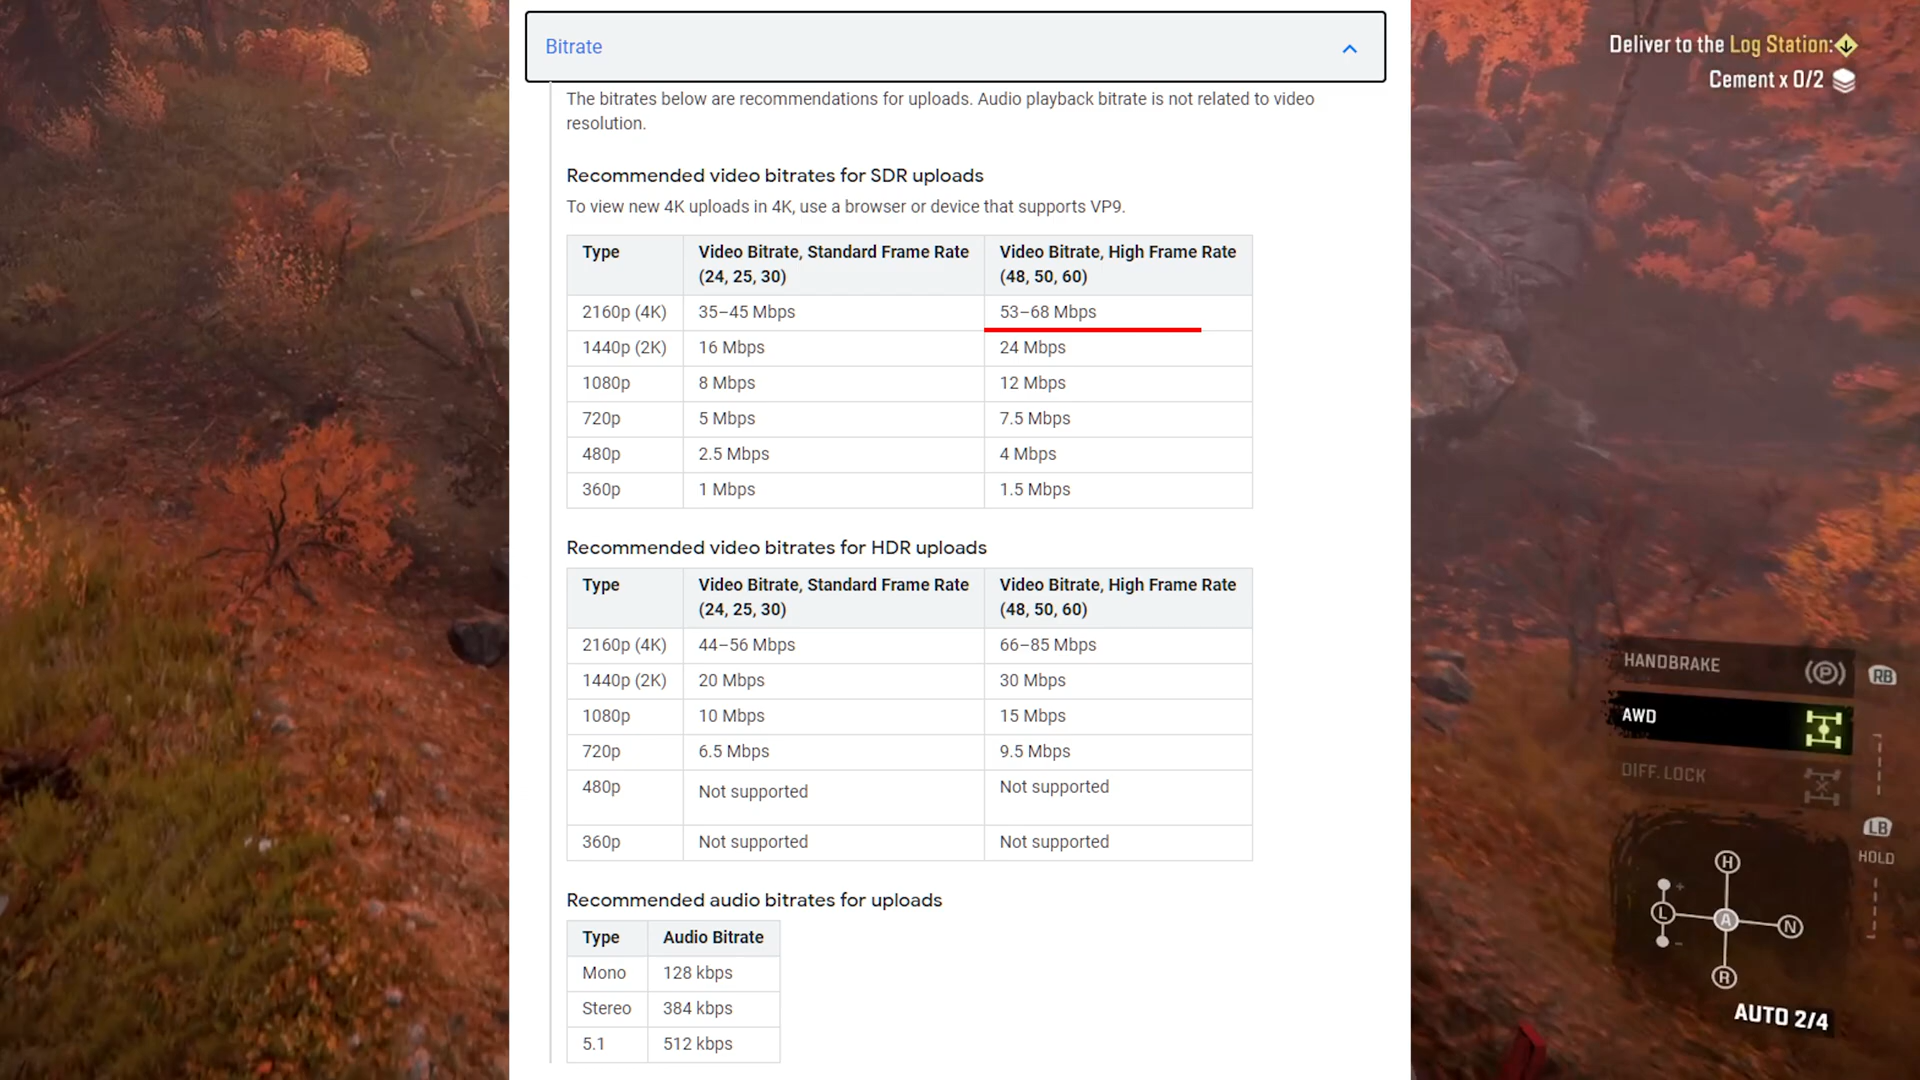 Bitrate
The bitrates below are recommendations for uploads. Audio playback bitrate is not related to video
resolution.
Recommended video bitrates for SDR uploads
To view new 4K uploads in 4K, use a browser or device that supports VP9.
Type Video Bitrate, Standard Frame Rate (24, 25, 30) Video Bitrate, High Frame Rate (48, 50, 60)
2160p (4K) 35–45 Mbps 53–68 Mbps
1440p (2K) 16 Mbps 24 Mbps
1080p 8 Mbps 12 Mbps
720p 5 Mbps 7.5 Mbps
480p 2.5 Mbps 4 Mbps
360p 1 Mbps 1.5 Mbps
Recommended video bitrates for HDR uploads
Type Video Bitrate, Standard Frame Rate (24, 25, 30) Video Bitrate, High Frame Rate (48, 50, 60)
2160p (4K) 44–56 Mbps 66–85 Mbps
1440p (2K) 20 Mbps 30 Mbps
1080p 10 Mbps 15 Mbps
720p 6.5 Mbps 9.5 Mbps
480p Not supported Not supported
360p Not supported Not supported
Recommended audio bitrates for uploads
Type Audio Bitrate
Mono 128 kbps
Stereo 384 kbps
5.1 512 kbps
Deliver to the Log Station:
Cement x 0/2
HANDBRAKE (P) RB
AWD
DIFF. LOCK
LB
HOLD
H
+
L A N
-
R
AUTO 2/4